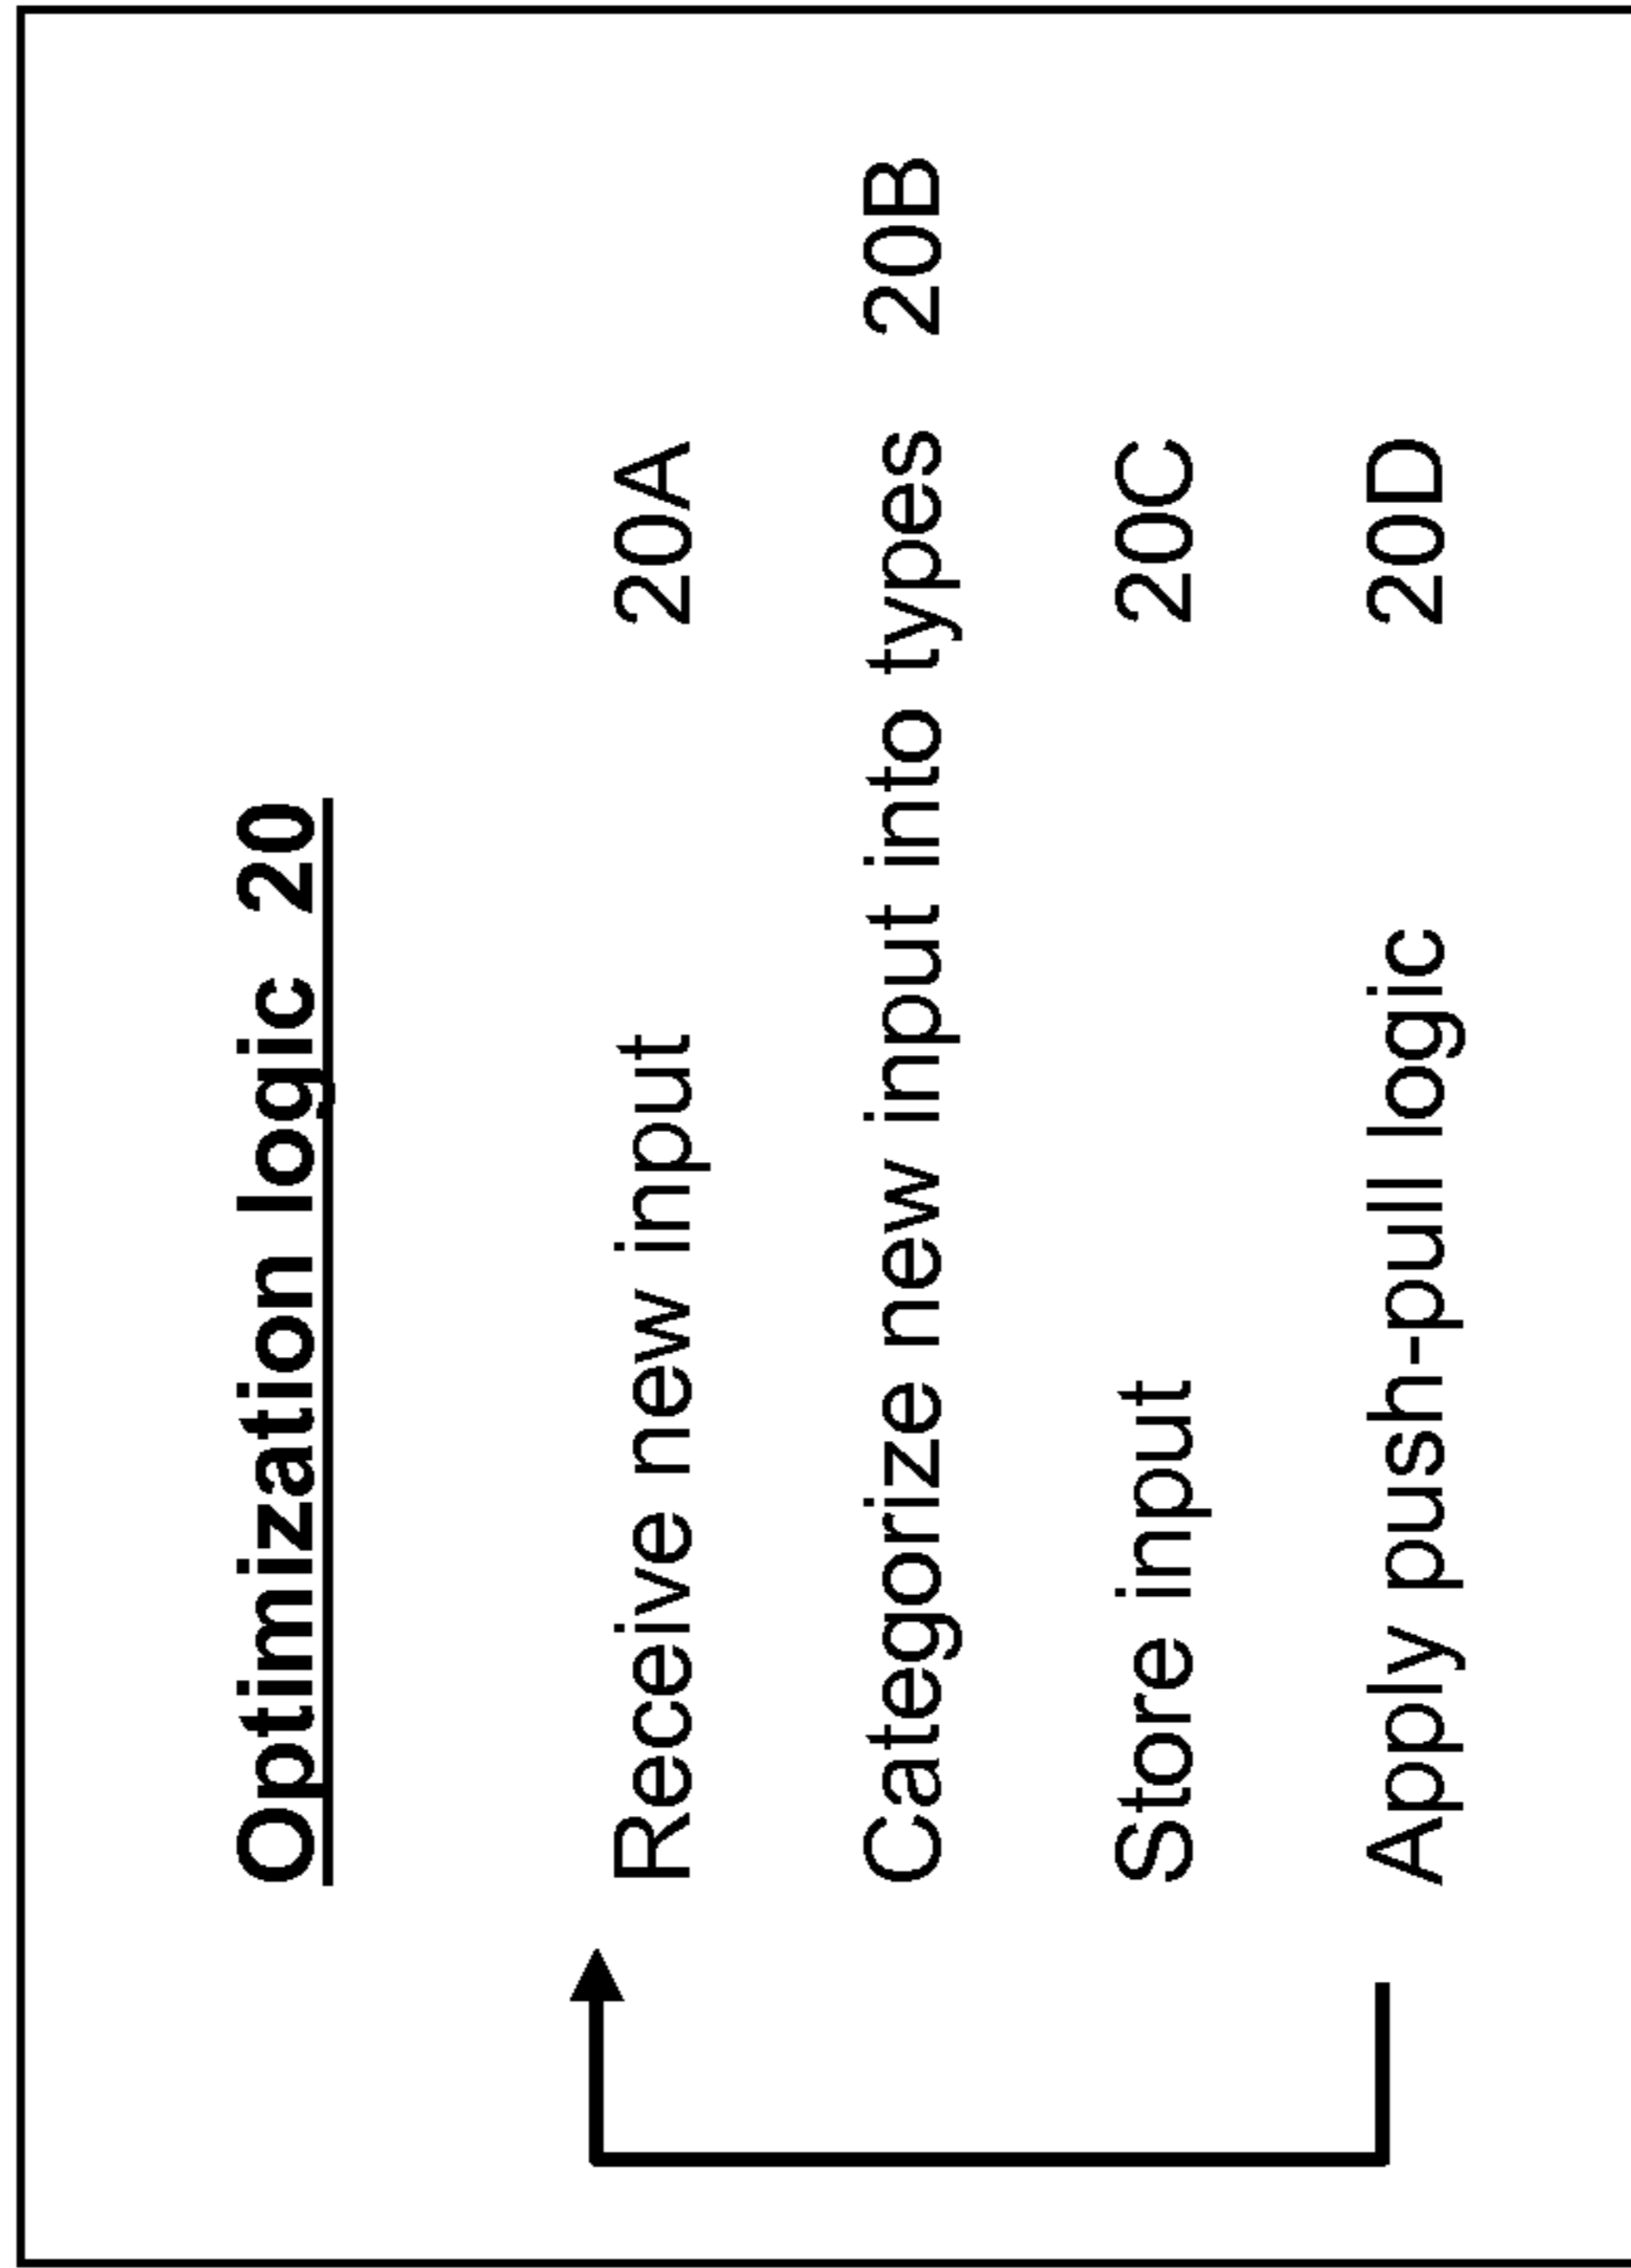 Optimization logic 20
Receive new input 20A
Categorize new input into types 20B
Store input 20C
Apply push-pull logic 20D